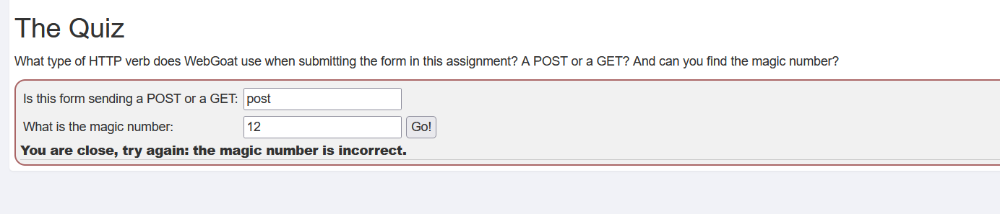 The Quiz
What type of HTTP verb does WebGoat use when submitting the form in this assignment? A POST or a GET? And can you find the magic number?
Is this form sending a POST or a GET: post
What is the magic number: 12 Go!
You are close, try again: the magic number is incorrect.